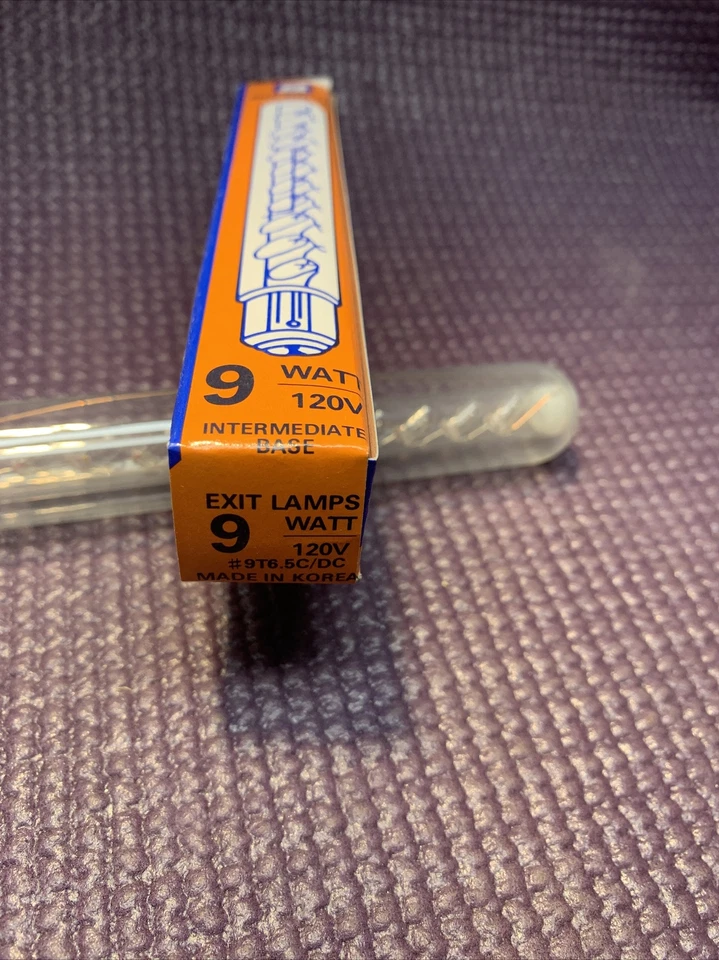 9 WATT
120V
INTERMEDIATE
BASE
EXIT LAMPS
9 WATT
120V
#9T6.5C/DC
MADE IN KOREA